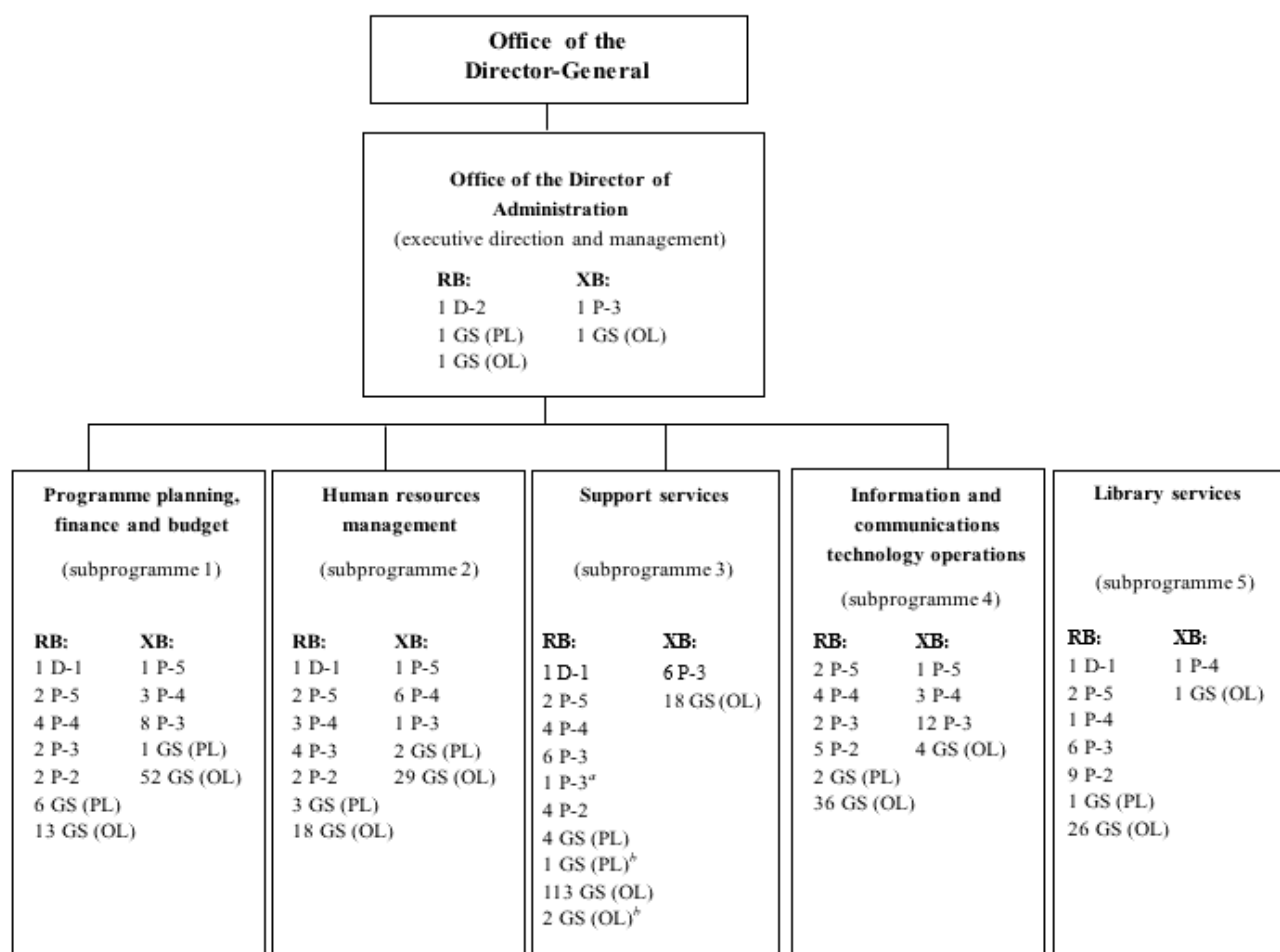 Office of the
Director-General
Office of the Director of
Administration
(executive direction and management)
RB: XB:
1 D-2 1 P-3
1 GS (PL) 1 GS (OL)
1 GS (OL)
Programme planning,
finance and budget
(subprogramme 1)
RB: XB:
1 D-1 1 P-5
2 P-5 3 P-4
4 P-4 8 P-3
2 P-3 1 GS (PL)
2 P-2 52 GS (OL)
6 GS (PL)
13 GS (OL)
Human resources
management
(subprogramme 2)
RB: XB:
1 D-1 1 P-5
2 P-5 6 P-4
3 P-4 1 P-3
4 P-3 2 GS (PL)
2 P-2 29 GS (OL)
3 GS (PL)
18 GS (OL)
Support services
(subprogramme 3)
RB: XB:
1 D-1 6 P-3
2 P-5 18 GS (OL)
4 P-4
6 P-3
1 P-3ᵃ
4 P-2
4 GS (PL)
1 GS (PL)ᵇ
113 GS (OL)
2 GS (OL)ᵇ
Information and
communications
technology operations
(subprogramme 4)
RB: XB:
2 P-5 1 P-5
4 P-4 3 P-4
2 P-3 12 P-3
5 P-2 4 GS (OL)
2 GS (PL)
36 GS (OL)
Library services
(subprogramme 5)
RB: XB:
1 D-1 1 P-4
2 P-5 1 GS (OL)
1 P-4
6 P-3
9 P-2
1 GS (PL)
26 GS (OL)